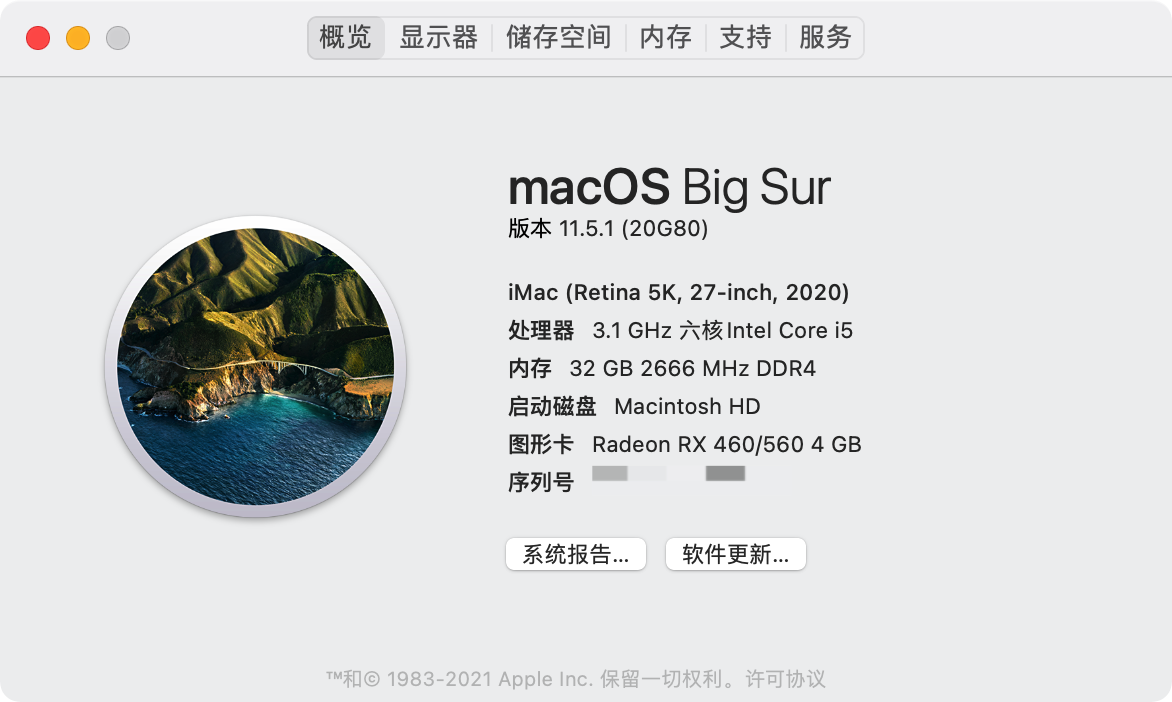 概览 显示器 储存空间 内存 支持 服务
macOS Big Sur
版本 11.5.1 (20G80)
iMac (Retina 5K, 27-inch, 2020)
处理器 3.1 GHz 六核Intel Core i5
内存 32 GB 2666 MHz DDR4
启动磁盘 Macintosh HD
图形卡 Radeon RX 460/560 4 GB
序列号
系统报告... 软件更新...
™和© 1983-2021 Apple Inc. 保留一切权利。许可协议